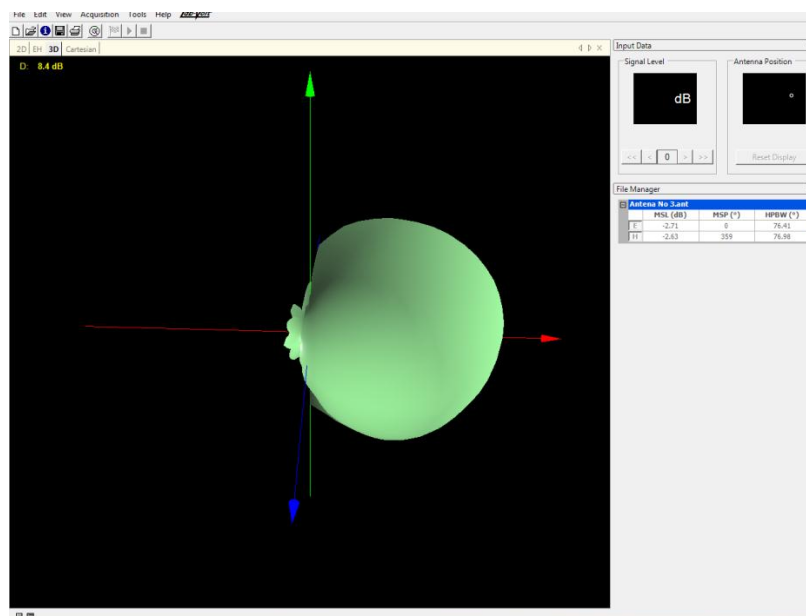 File Edit View Acquisition Tools Help Lab-Volt
2D EH 3D Cartesian
D: 8.4 dB
Input Data
Signal Level
dB
<< < 0 > >>
Antenna Position
°
Reset Display
File Manager
Antena No 3.ant
MSL (dB) MSP (°) HPBW (°)
E -2.71 0 76.41
H -2.63 359 76.98